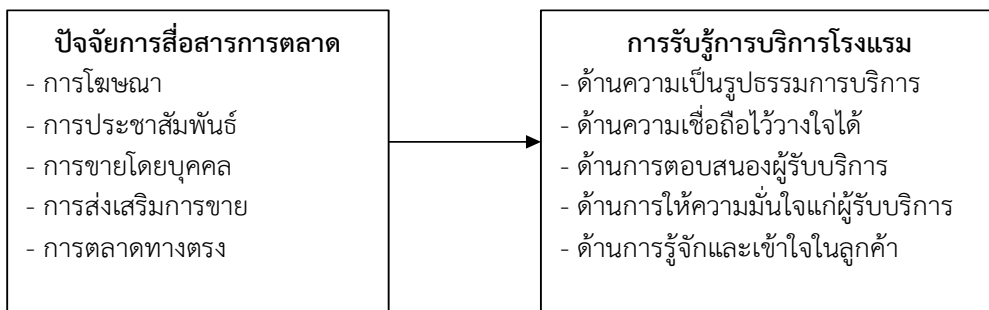 ปัจจัยการสื่อสารการตลาด
- การโฆษณา
- การประชาสัมพันธ์
- การขายโดยบุคคล
- การส่งเสริมการขาย
- การตลาดทางตรง
การรับรู้การบริการโรงแรม
- ด้านความเป็นรูปธรรมการบริการ
- ด้านความเชื่อถือไว้วางใจได้
- ด้านการตอบสนองผู้รับบริการ
- ด้านการให้ความมั่นใจแก่ผู้รับบริการ
- ด้านการรู้จักและเข้าใจในลูกค้า